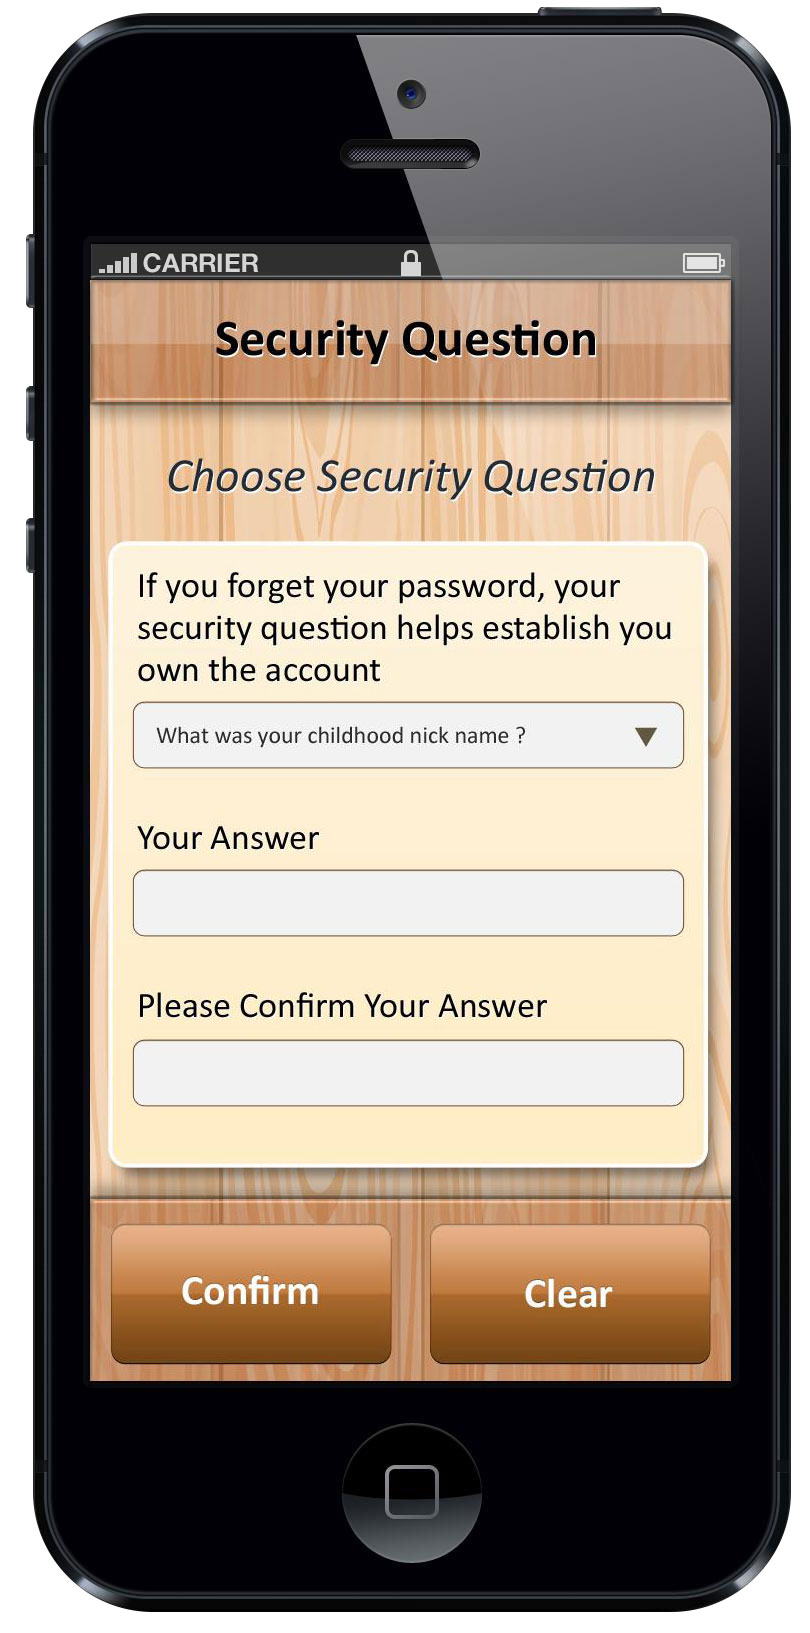 CARRIER
Security Question
Choose Security Question
If you forget your password, your
security question helps establish you
own the account
What was your childhood nick name ?
Your Answer
Please Confirm Your Answer
Confirm
Clear